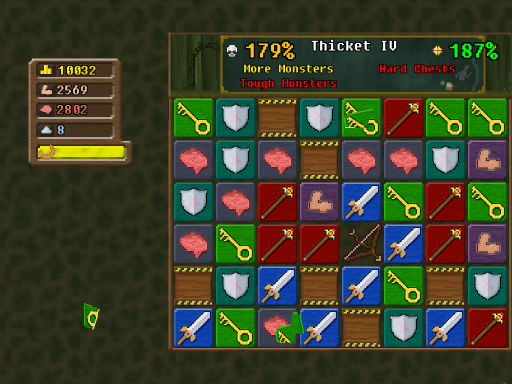 179% Thicket IV 187%
More Monsters Hard Chests
Tough Monsters
10032
2569
2802
8